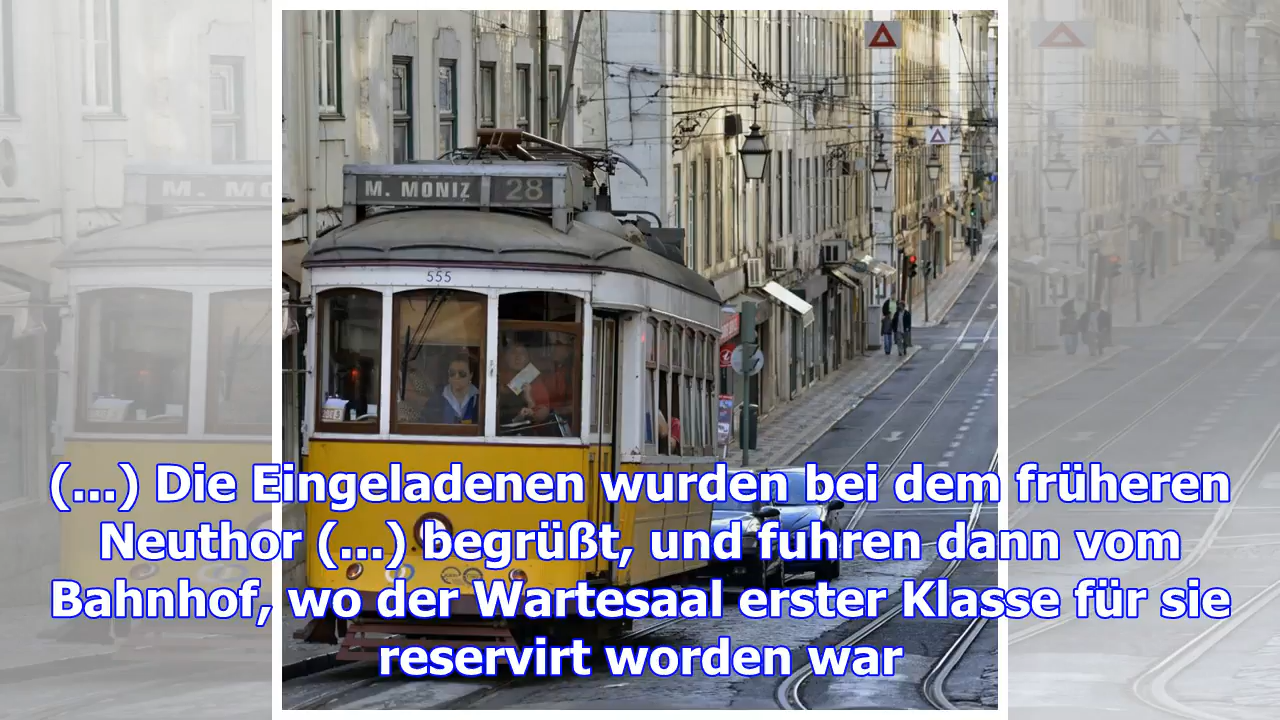 M. MONIZ 28
555
(...) Die Eingeladenen wurden bei dem früheren
Neuthor (...) begrüßt, und fuhren dann vom
Bahnhof, wo der Wartesaal erster Klasse für sie
reservirt worden war